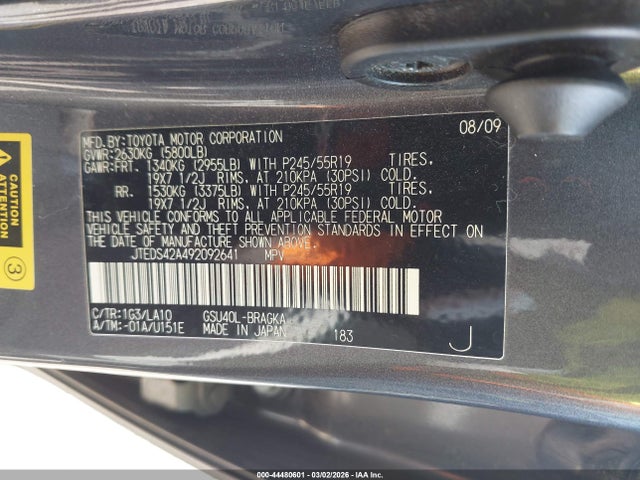 MFD.BY:TOYOTA MOTOR CORPORATION 08/09
GVWR:2630KG (5800LB)
GAWR:FRT. 1340KG (2955LB) WITH P245/55R19 TIRES.
19X7 1/2J RIMS. AT 210KPA (30PSI) COLD.
RR. 1530KG (3375LB) WITH P245/55R19 TIRES.
19X7 1/2J RIMS. AT 210KPA (30PSI) COLD.
THIS VEHICLE CONFORMS TO ALL APPLICABLE FEDERAL MOTOR
VEHICLE SAFETY AND THEFT PREVENTION STANDARDS IN EFFECT ON
THE DATE OF MANUFACTURE SHOWN ABOVE.
JTEDS42A492092641 MPV
C/TR:1G3/LA10 GSU40L-BRAGKA
A/TM:-01A/U151E MADE IN JAPAN 183 J
CAUTION
ATTENTION
3
000-44480601 - 03/02/2026 - IAAI.com